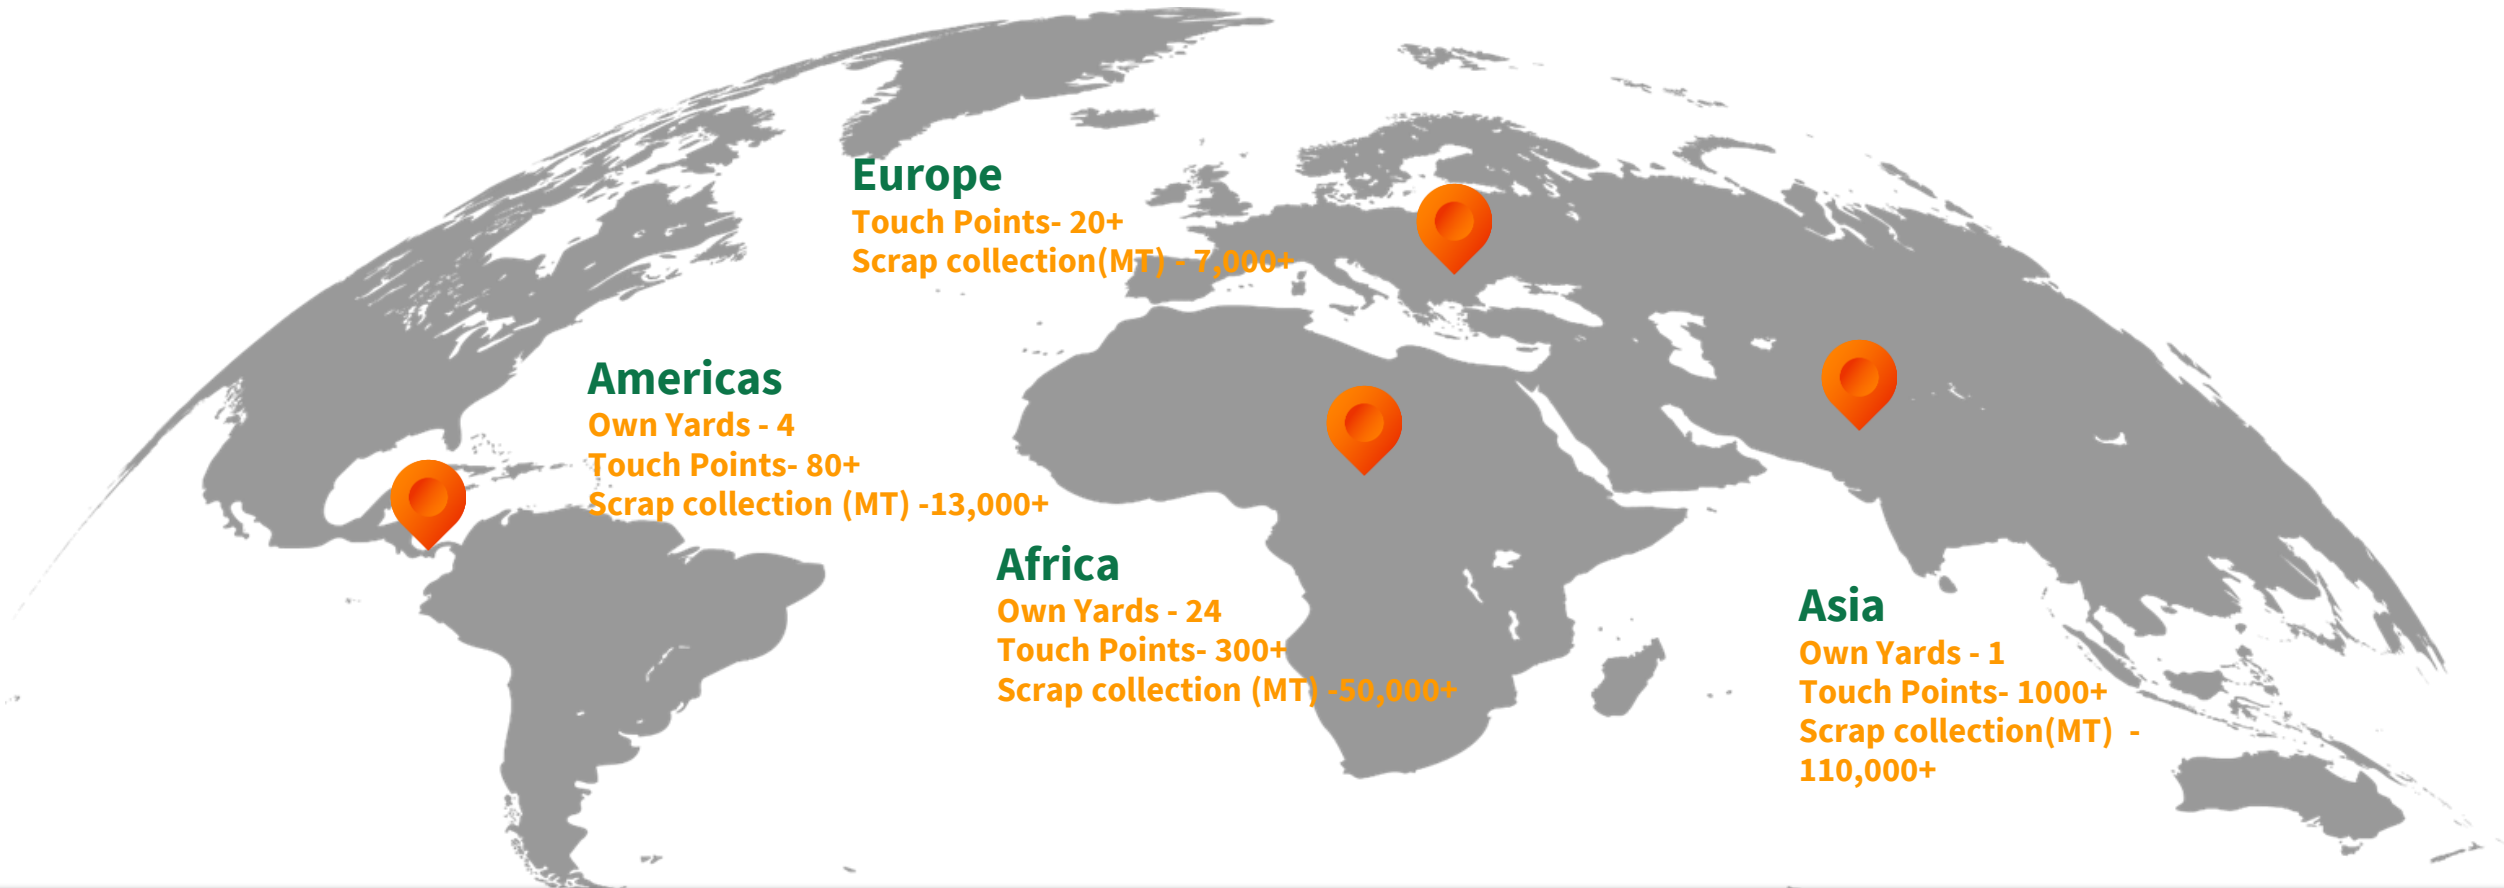 Europe
Touch Points- 20+
Scrap collection(MT) - 7,000+
Americas
Own Yards - 4
Touch Points- 80+
Scrap collection (MT) -13,000+
Africa
Own Yards - 24
Touch Points- 300+
Scrap collection (MT) -50,000+
Asia
Own Yards - 1
Touch Points- 1000+
Scrap collection(MT)  -
110,000+